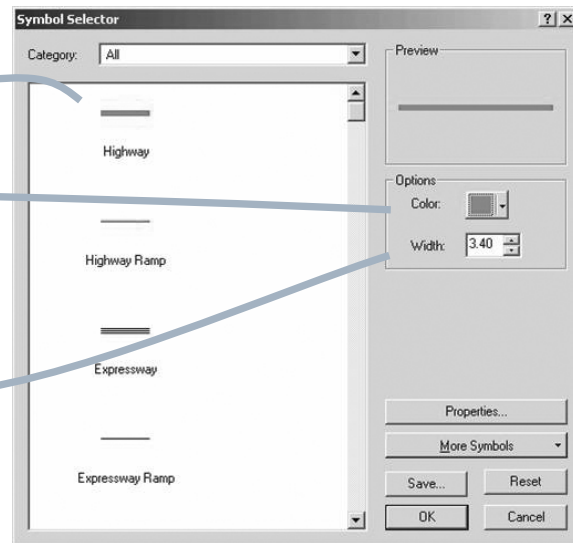 Symbol Selector
Category: All
Highway
Highway Ramp
Expressway
Expressway Ramp
Preview
Options
Color:
Width: 3.40
Properties...
More Symbols
Save... Reset
OK Cancel